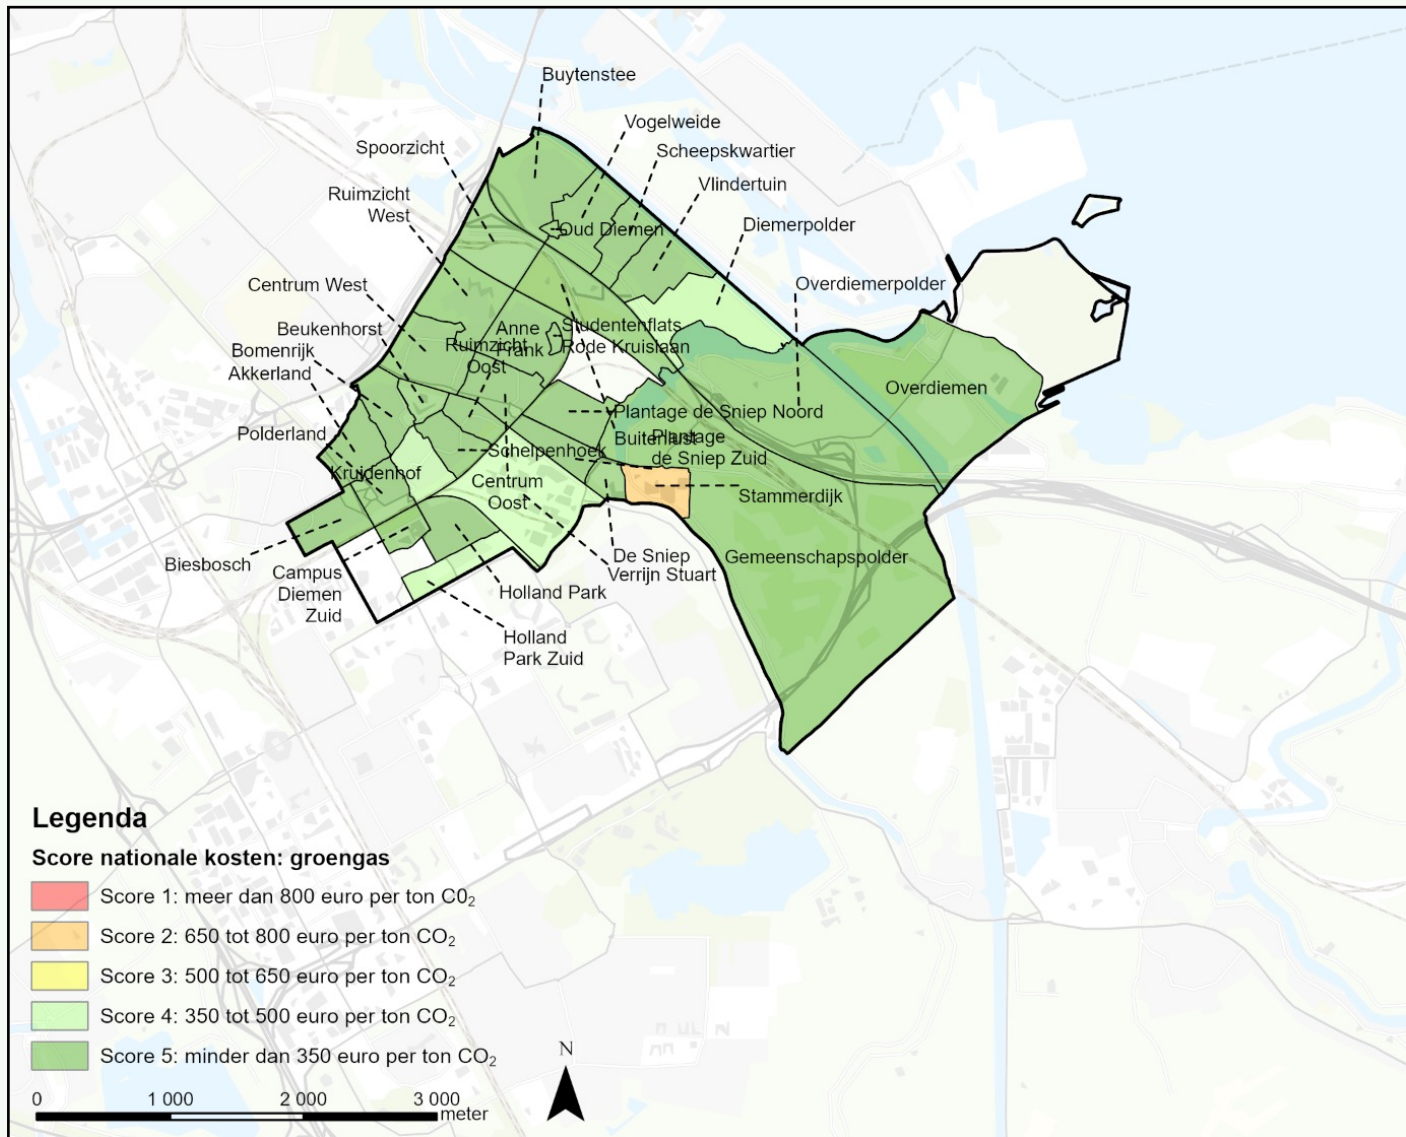 Buytenstee
Vogelweide
Spoorzicht
Scheepskwartier
Vlindertuin
Ruimzicht
West
Oud Diemen
Diemerpolder
Centrum West
Overdiemerpolder
Beukenhorst
Anne
Frank
Studentenflats
Rode Kruislaan
Bomenrijk
Ruimzicht
Oost
Akkerland
Overdiemen
Plantage de Sniep Noord
Polderland
Buitenlust
Plantage
de Sniep Zuid
Schelpenhoek
Kruidenhof
Centrum
Oost
Stammerdijk
De Sniep
Gemeenschapspolder
Biesbosch
Verrijn Stuart
Campus
Diemen
Zuid
Holland Park
Holland
Park Zuid
Legenda
Score nationale kosten: groengas
Score 1: meer dan 800 euro per ton C0₂
Score 2: 650 tot 800 euro per ton CO₂
Score 3: 500 tot 650 euro per ton CO₂
Score 4: 350 tot 500 euro per ton CO₂
Score 5: minder dan 350 euro per ton CO₂
N
0 1 000 2 000 3 000
meter